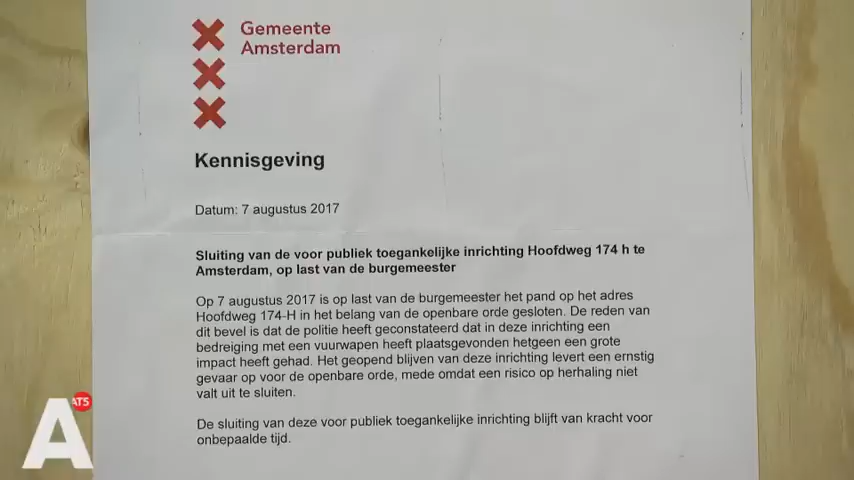 Gemeente
Amsterdam
Kennisgeving
Datum: 7 augustus 2017
Sluiting van de voor publiek toegankelijke inrichting Hoofdweg 174 h te
Amsterdam, op last van de burgemeester
Op 7 augustus 2017 is op last van de burgemeester het pand op het adres
Hoofdweg 174-H in het belang van de openbare orde gesloten. De reden van
dit bevel is dat de politie heeft geconstateerd dat in deze inrichting een
bedreiging met een vuurwapen heeft plaatsgevonden hetgeen een grote
impact heeft gehad. Het geopend blijven van deze inrichting levert een ernstig
gevaar op voor de openbare orde, mede omdat een risico op herhaling niet
valt uit te sluiten.
De sluiting van deze voor publiek toegankelijke inrichting blijft van kracht voor
onbepaalde tijd.
A
AT5